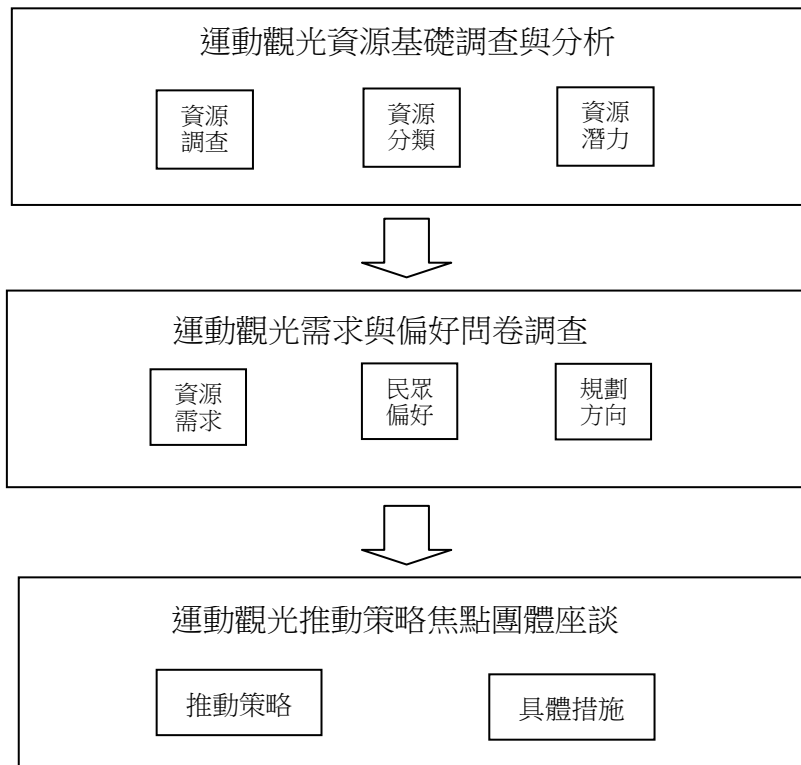 運動觀光資源基礎調查與分析
資源
調查
資源
分類
資源
潛力
運動觀光需求與偏好問卷調查
資源
需求
民眾
偏好
規劃
方向
運動觀光推動策略焦點團體座談
推動策略
具體措施